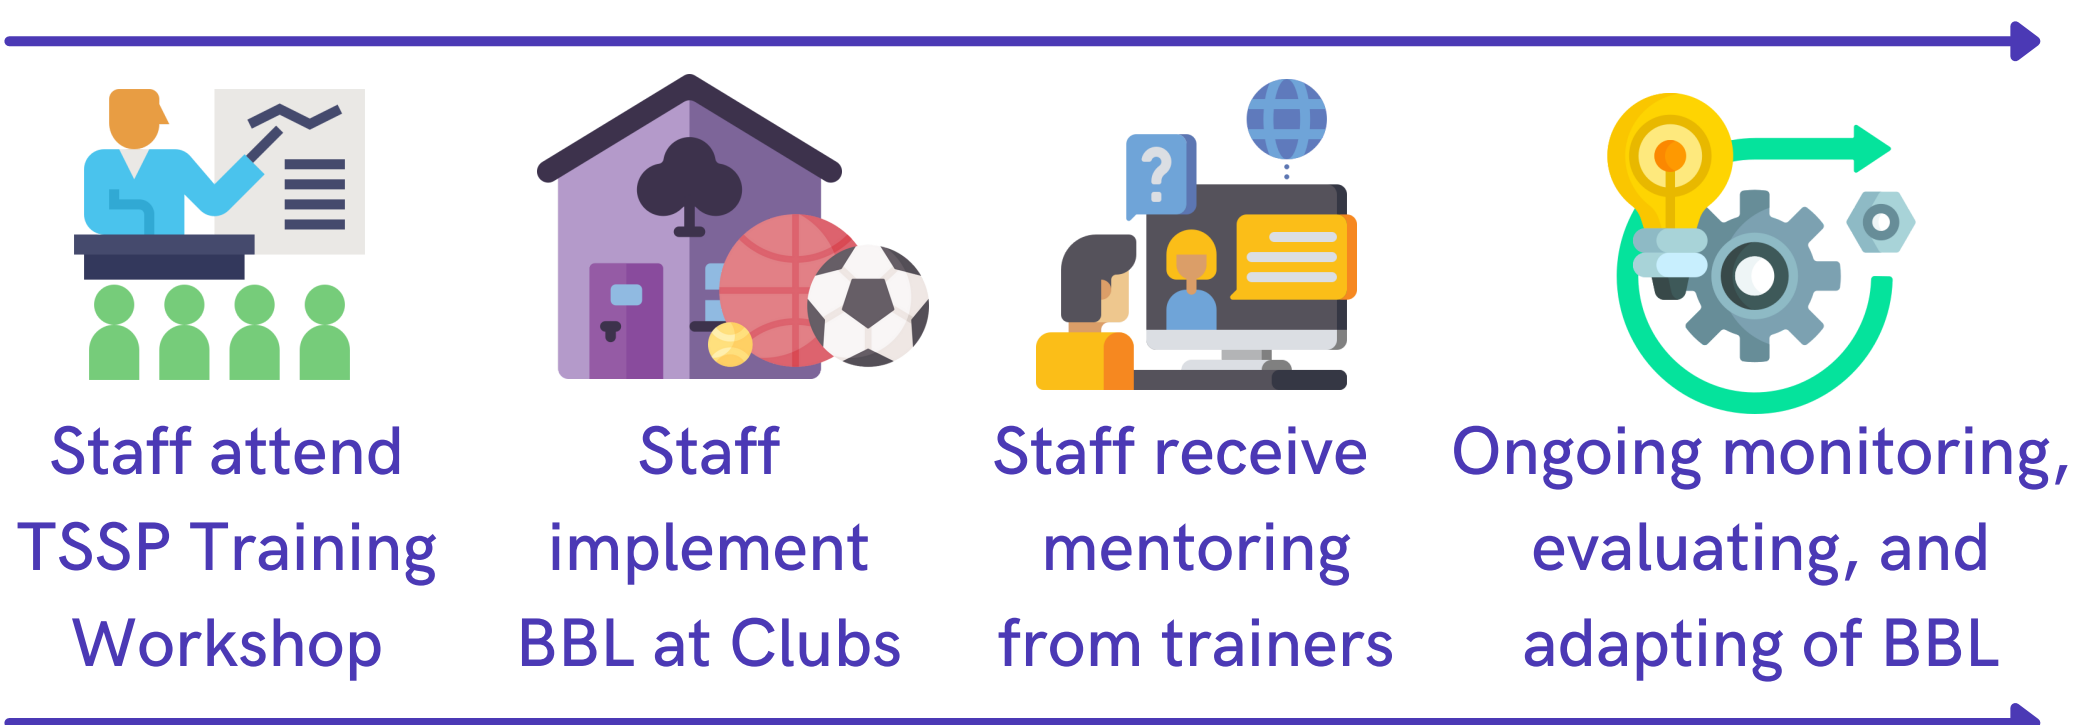 ?
Staff attend
TSSP Training
Workshop
Staff
implement
BBL at Clubs
Staff receive
mentoring
from trainers
Ongoing monitoring,
evaluating, and
adapting of BBL